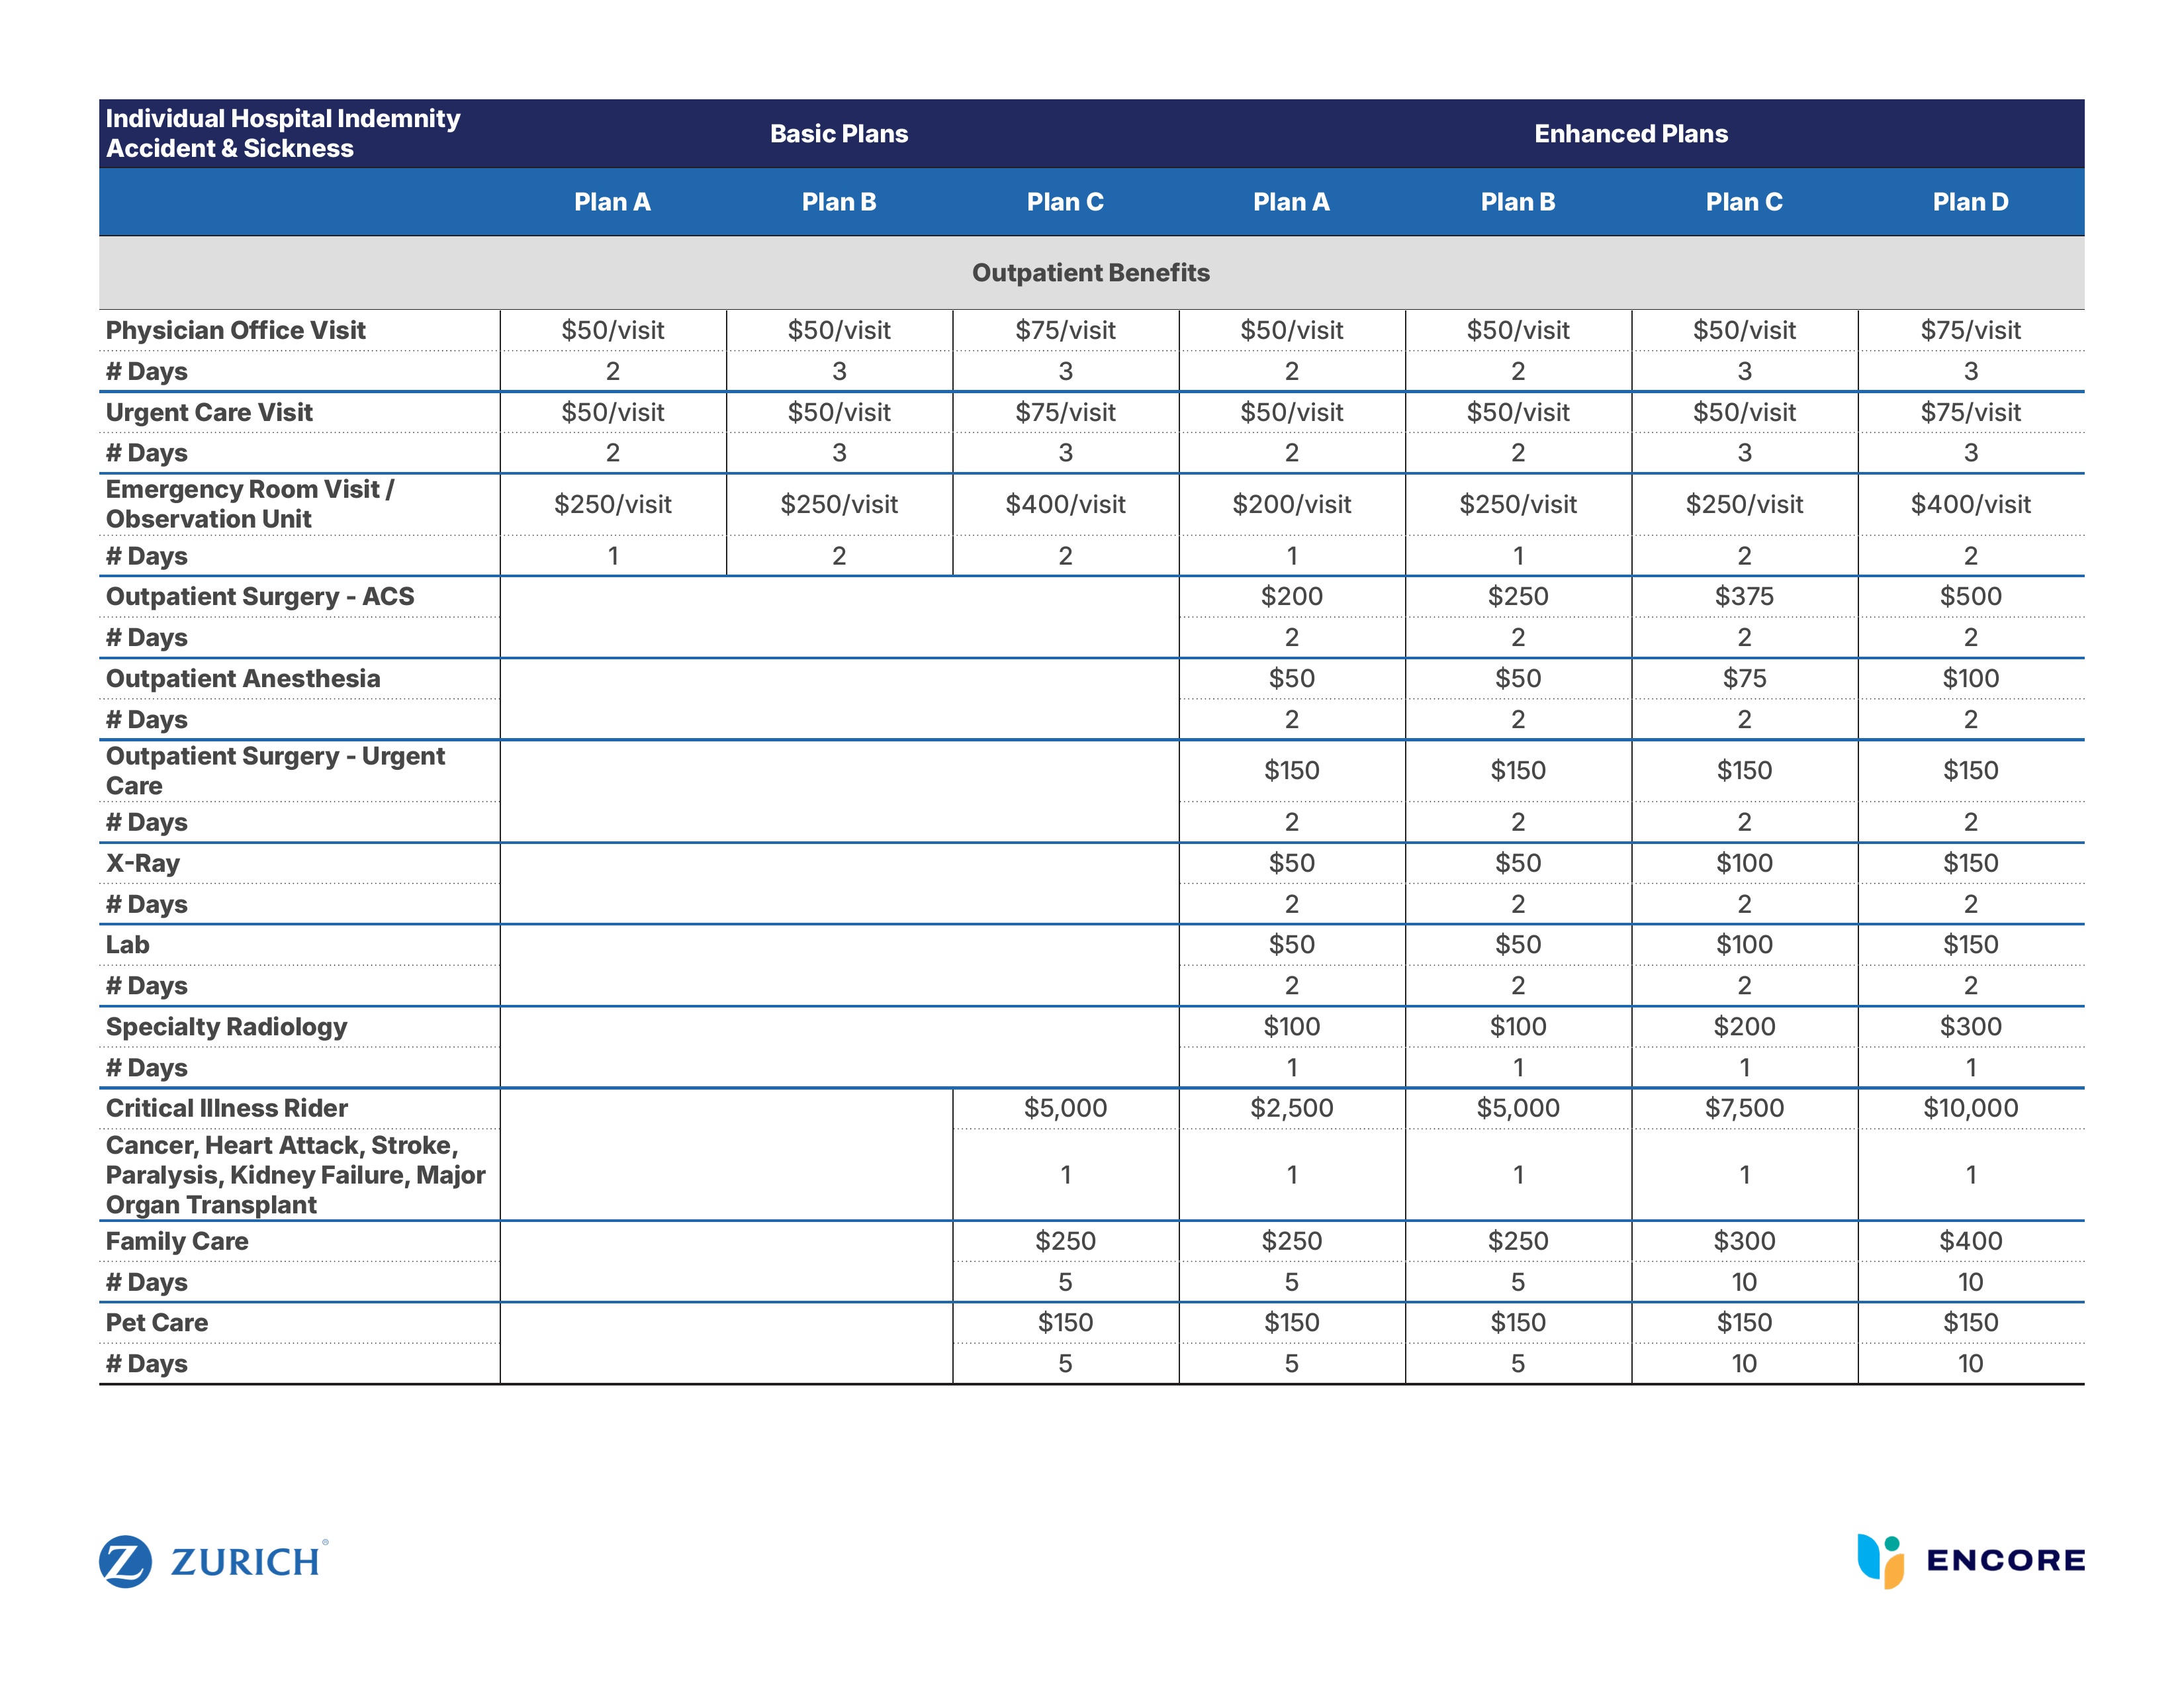 Individual Hospital Indemnity
Accident & Sickness
Basic Plans Enhanced Plans
Plan A Plan B Plan C Plan A Plan B Plan C Plan D
Outpatient Benefits
Physician Office Visit $50/visit $50/visit $75/visit $50/visit $50/visit $50/visit $75/visit
# Days 2 3 3 2 2 3 3
Urgent Care Visit $50/visit $50/visit $75/visit $50/visit $50/visit $50/visit $75/visit
# Days 2 3 3 2 2 3 3
Emergency Room Visit /
Observation Unit
$250/visit $250/visit $400/visit $200/visit $250/visit $250/visit $400/visit
# Days 1 2 2 1 1 2 2
Outpatient Surgery - ACS $200 $250 $375 $500
# Days 2 2 2 2
Outpatient Anesthesia $50 $50 $75 $100
# Days 2 2 2 2
Outpatient Surgery - Urgent
Care
$150 $150 $150 $150
# Days 2 2 2 2
X-Ray $50 $50 $100 $150
# Days 2 2 2 2
Lab $50 $50 $100 $150
# Days 2 2 2 2
Specialty Radiology $100 $100 $200 $300
# Days 1 1 1 1
Critical Illness Rider $5,000 $2,500 $5,000 $7,500 $10,000
Cancer, Heart Attack, Stroke,
Paralysis, Kidney Failure, Major
Organ Transplant
1 1 1 1 1
Family Care $250 $250 $250 $300 $400
# Days 5 5 5 10 10
Pet Care $150 $150 $150 $150 $150
# Days 5 5 5 10 10
Z ZURICH®
ENCORE